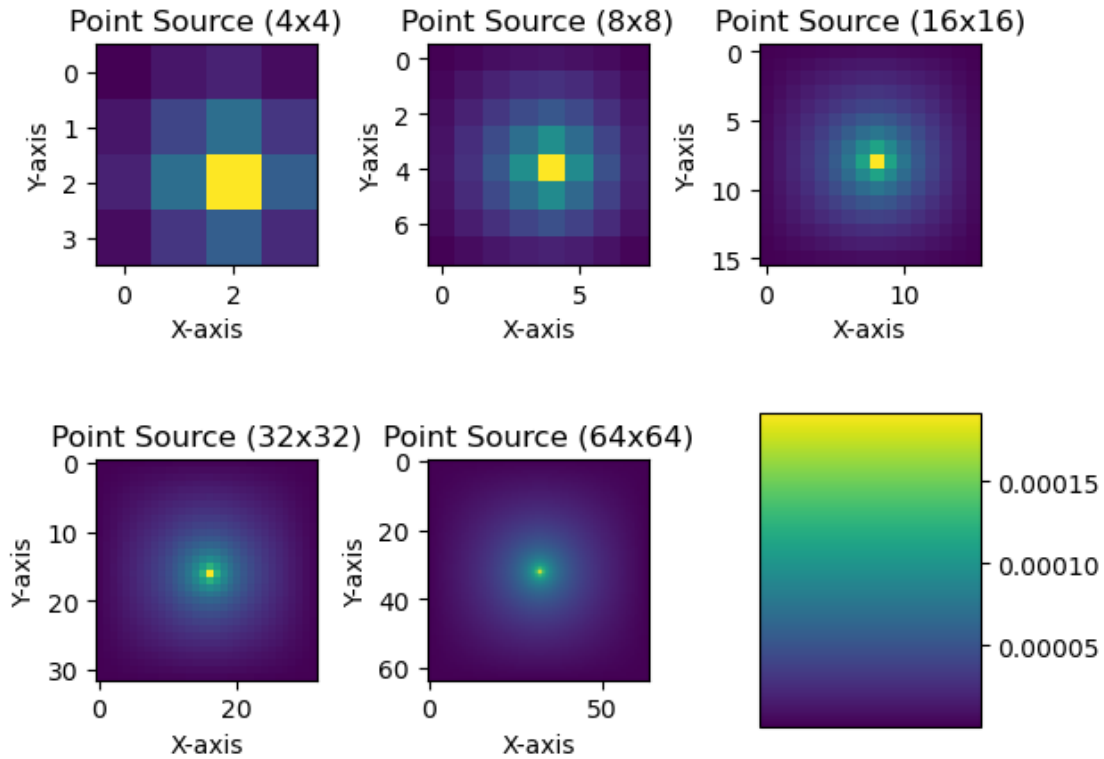 Point Source (4x4)
0
1
2
3
Y-axis
0
2
X-axis
Point Source (8x8)
0
2
4
6
Y-axis
0
5
X-axis
Point Source (16x16)
0
5
10
15
Y-axis
0
10
X-axis
Point Source (32x32)
0
10
20
30
Y-axis
0
20
X-axis
Point Source (64x64)
0
20
40
60
Y-axis
0
50
X-axis
0.00015
0.00010
0.00005